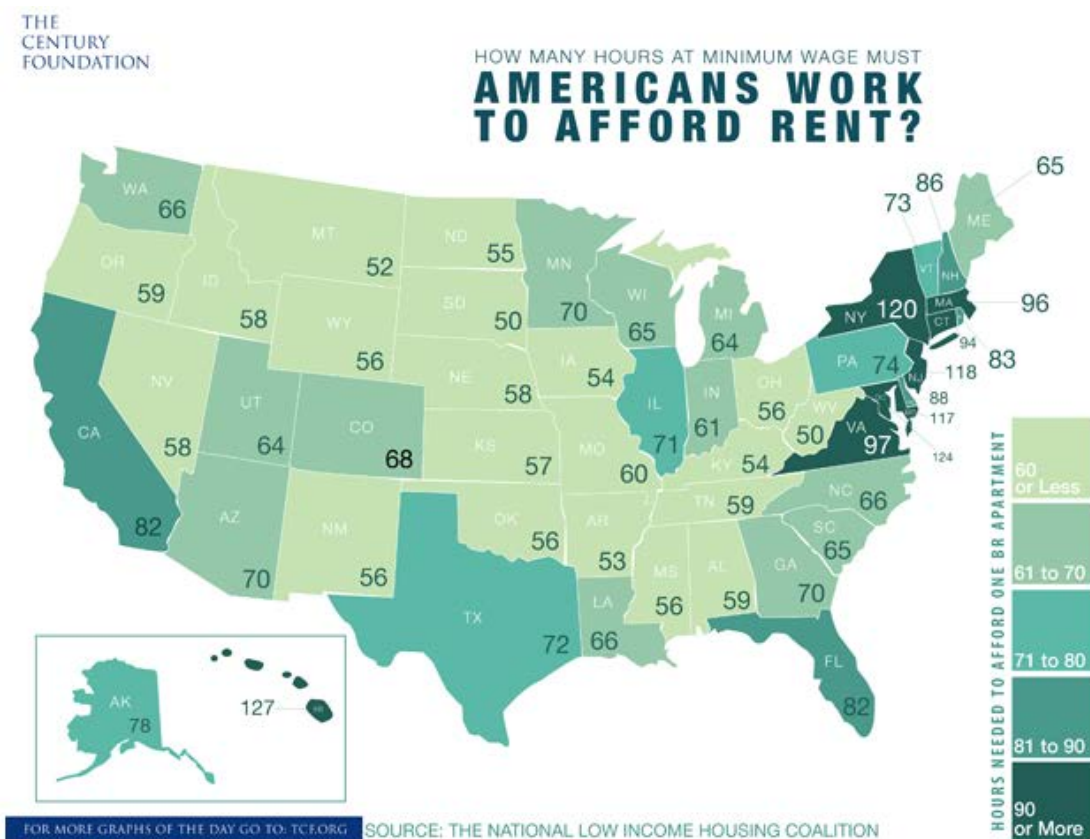 THE
CENTURY
FOUNDATION
HOW MANY HOURS AT MINIMUM WAGE MUST
AMERICANS WORK
TO AFFORD RENT?
WA
66
OR
59
CA
82
ID
58
NV
58
MT
52
WY
56
UT
64
AZ
70
CO
68
NM
56
ND
55
SD
50
NE
58
KS
57
OK
56
TX
72
MN
70
IA
54
MO
60
AR
53
LA
66
WI
65
IL
71
MI
64
IN
61
OH
56
KY
54
TN
59
MS
56
AL
59
GA
70
FL
82
SC
65
NC
66
VA
97
WV
50
PA
74
NY
120
VT
73
NH
86
ME
65
MA
96
CT
94
83
NJ
118
88
117
124
AK
78
HI
127
HOURS NEEDED TO AFFORD ONE BR APARTMENT
60
or Less
61 to 70
71 to 80
81 to 90
90
or More
FOR MORE GRAPHS OF THE DAY GO TO: TCF.ORG
SOURCE: THE NATIONAL LOW INCOME HOUSING COALITION